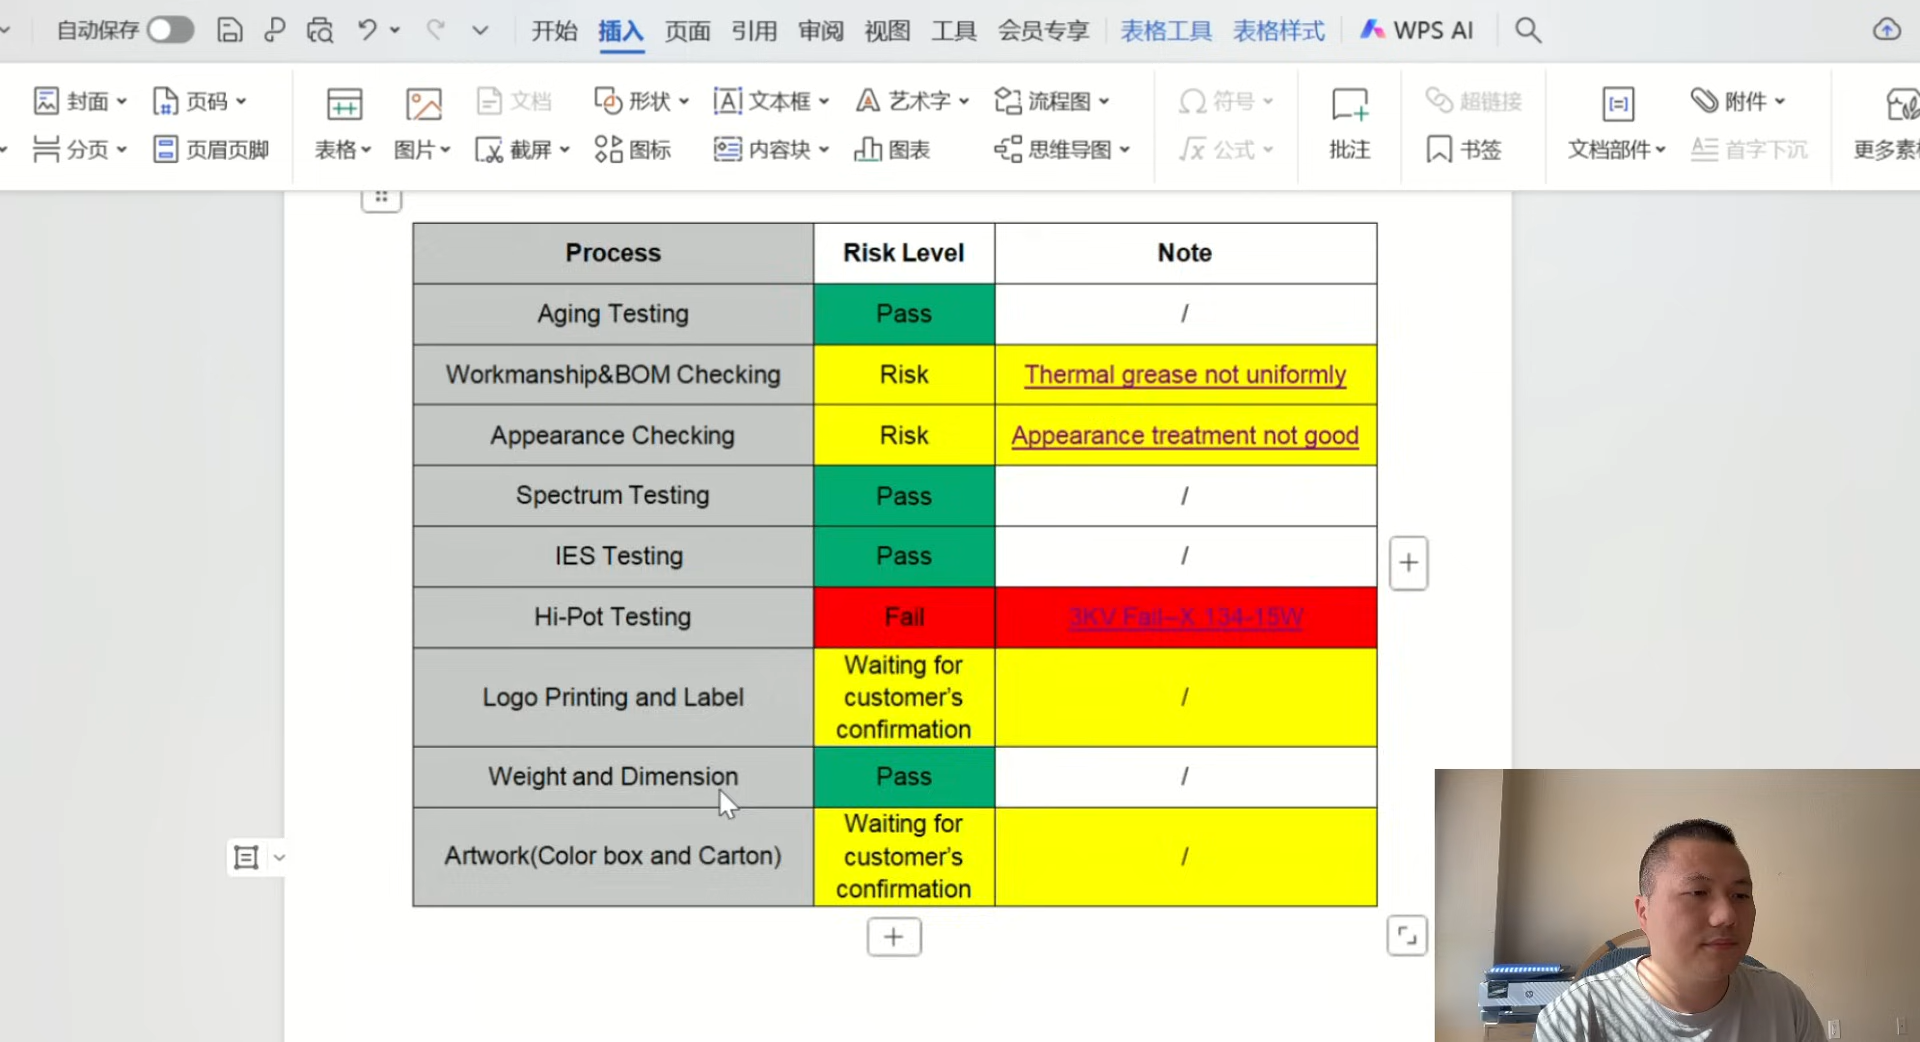 自动保存 开始 插入 页面 引用 审阅 视图 工具 会员专享 表格工具 表格样式 WPS AI
封面 页码 文档 形状 文本框 艺术字 流程图 符号 超链接 附件
分页 页眉页脚 表格 图片 截屏 图标 内容块 图表 思维导图 公式 批注 书签 文档部件 首字下沉 更多素
Process Risk Level Note
Aging Testing Pass /
Workmanship&BOM Checking Risk Thermal grease not uniformly
Appearance Checking Risk Appearance treatment not good
Spectrum Testing Pass /
IES Testing Pass /
Hi-Pot Testing Fail 3KV Fail–X 134-15W
Waiting for
Logo Printing and Label customer's /
confirmation
Weight and Dimension Pass /
Waiting for
Artwork(Color box and Carton) customer's /
confirmation